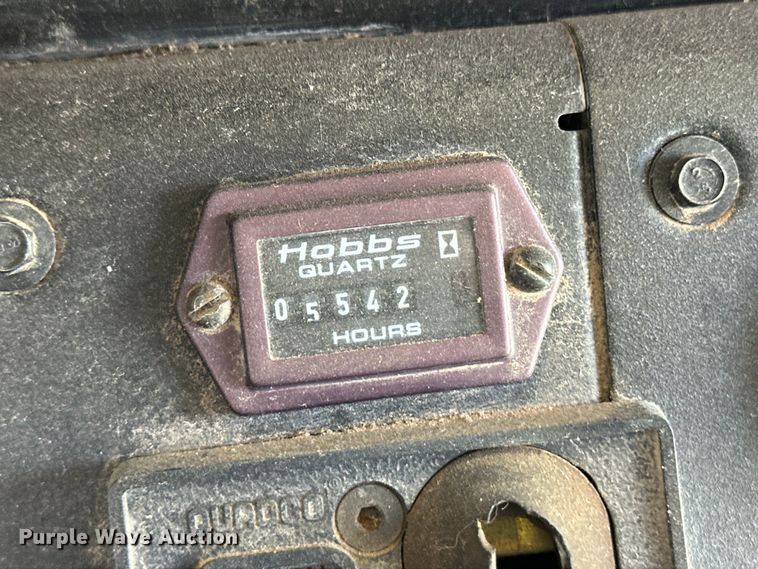 Hobbs
QUARTZ
0 5 5 4 2
HOURS
Purple Wave Auction